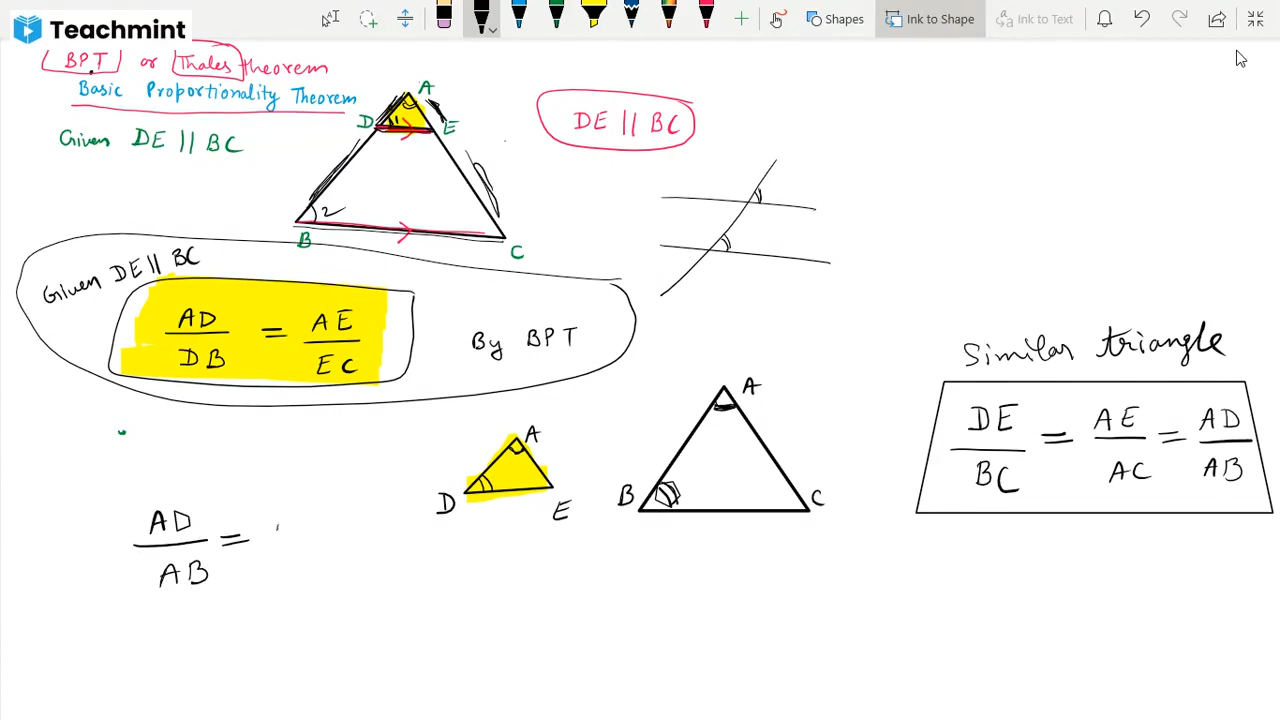 Teachmint
Shapes
Ink to Shape
Ink to Text
BPT or Thales theorem
Basic Proportionality Theorem
Given DE || BC
A
D
E
1
2
B
C
DE || BC
Given DE || BC
AD
DB
=
AE
EC
By BPT
Similar triangle
DE
BC
=
AE
AC
=
AD
AB
A
D
E
A
B
C
AD
AB
=